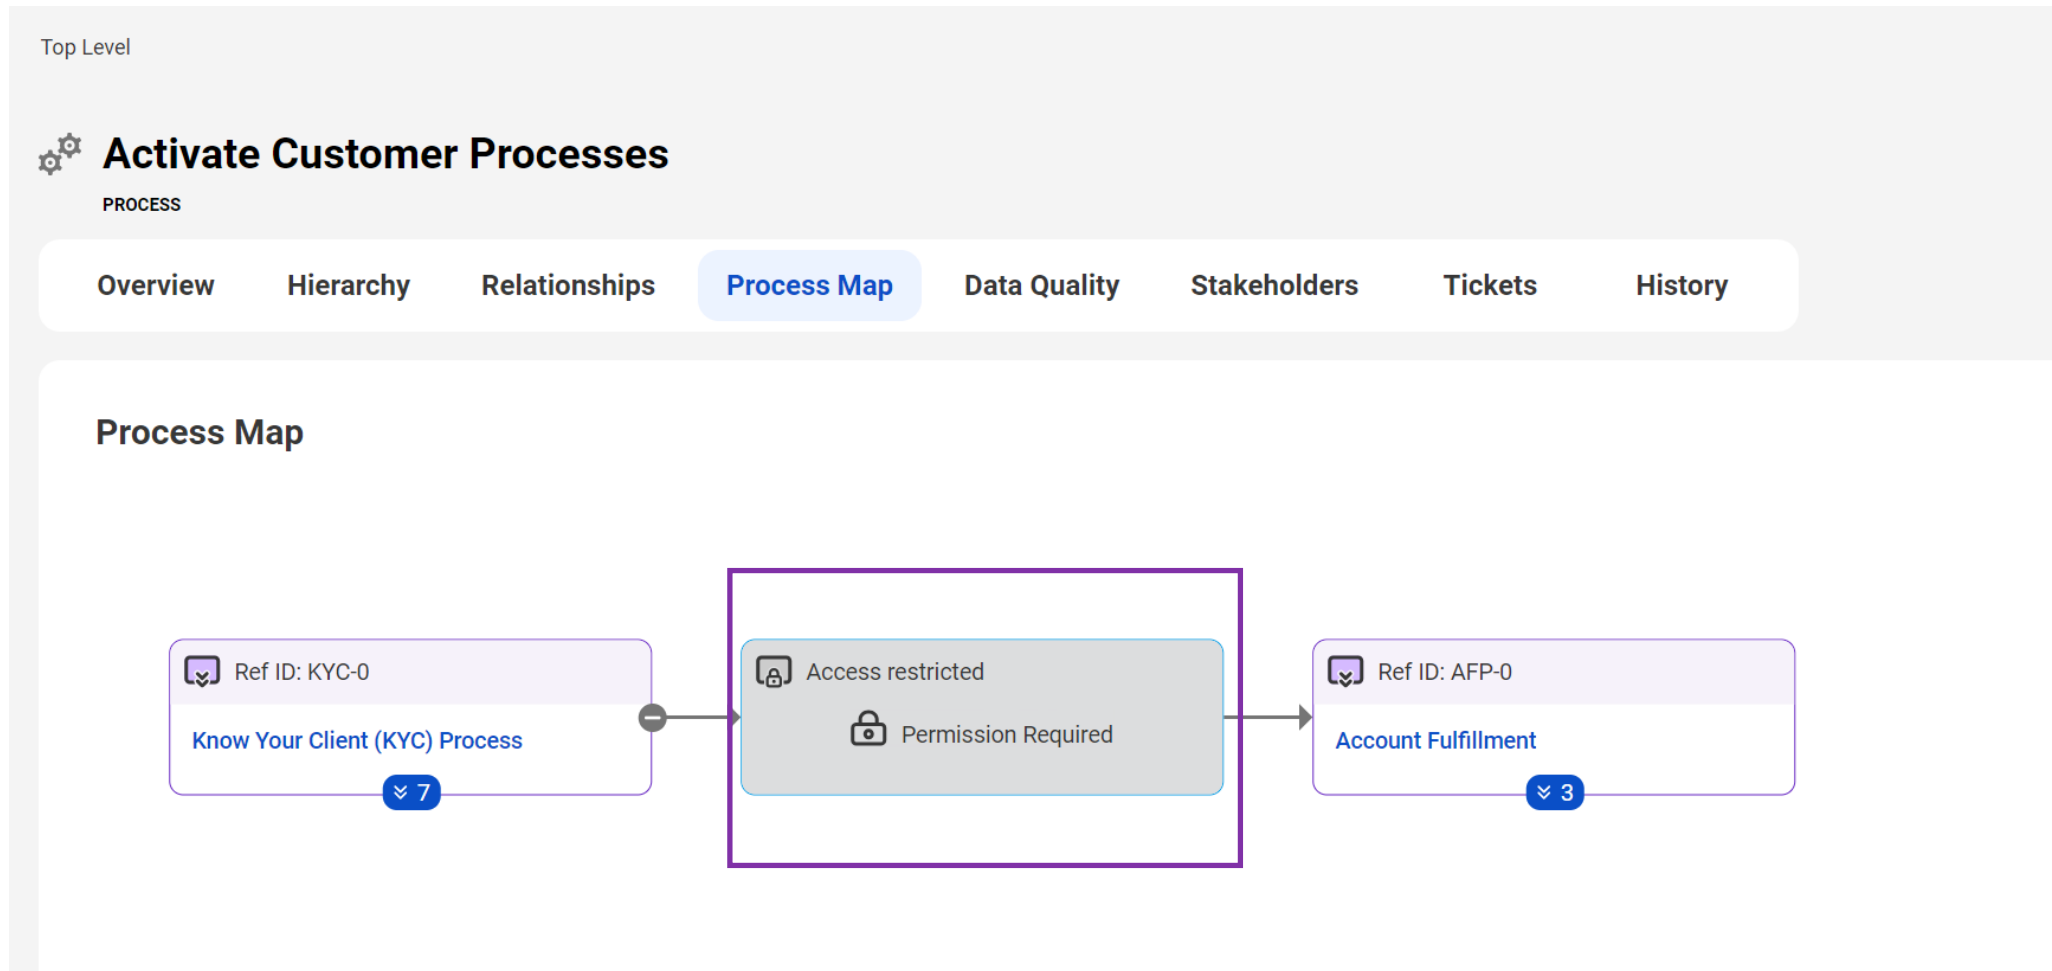 Top Level
Activate Customer Processes
PROCESS
Overview Hierarchy Relationships Process Map Data Quality Stakeholders Tickets History
Process Map
Ref ID: KYC-0
Know Your Client (KYC) Process
7
Access restricted
Permission Required
Ref ID: AFP-0
Account Fulfillment
3